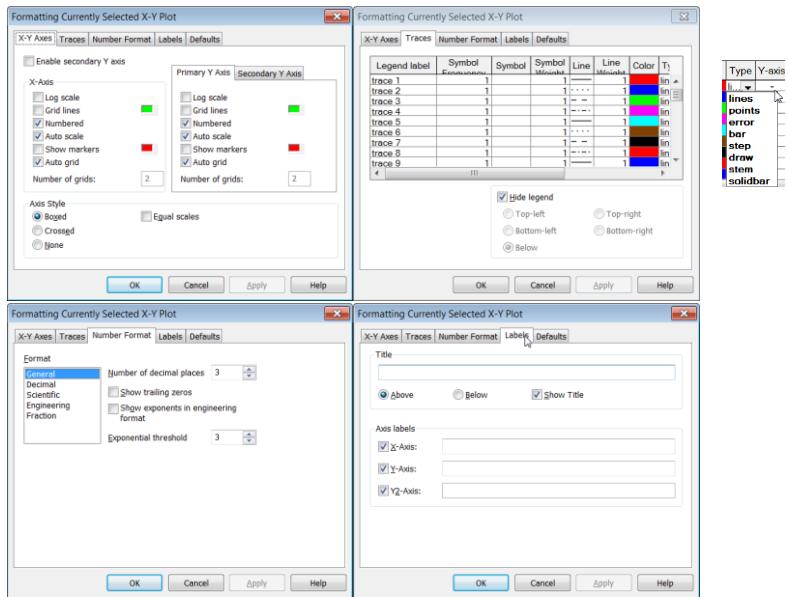 Formatting Currently Selected X-Y Plot
X-Y Axes Traces Number Format Labels Defaults
Enable secondary Y axis
X-Axis
Log scale
Grid lines
Numbered
Auto scale
Show markers
Auto grid
Number of grids: 2
Primary Y Axis Secondary Y Axis
Log scale
Grid lines
Numbered
Auto scale
Show markers
Auto grid
Number of grids: 2
Axis Style
Boxed
Equal scales
Crossed
None
OK Cancel Apply Help
Formatting Currently Selected X-Y Plot
X-Y Axes Traces Number Format Labels Defaults
Legend label Symbol Frequency Symbol Symbol Weight Line Line Weight Color Ty
trace 1 1 1 1 lin
trace 2 1 1 1 lin
trace 3 1 1 1 lin
trace 4 1 1 1 lin
trace 5 1 1 1 lin
trace 6 1 1 1 lin
trace 7 1 1 1 lin
trace 8 1 1 1 lin
trace 9 1 1 1 lin
Hide legend
Top-left Top-right
Bottom-left Bottom-right
Below
OK Cancel Apply Help
Type Y-axis
li... -
lines
points
error
bar
step
draw
stem
solidbar
Formatting Currently Selected X-Y Plot
X-Y Axes Traces Number Format Labels Defaults
Format
General
Decimal
Scientific
Engineering
Fraction
Number of decimal places 3
Show trailing zeros
Show exponents in engineering
format
Exponential threshold 3
OK Cancel Apply Help
Formatting Currently Selected X-Y Plot
X-Y Axes Traces Number Format Labels Defaults
Title
Above Below Show Title
Axis labels
X-Axis:
Y-Axis:
Y2-Axis:
OK Cancel Apply Help